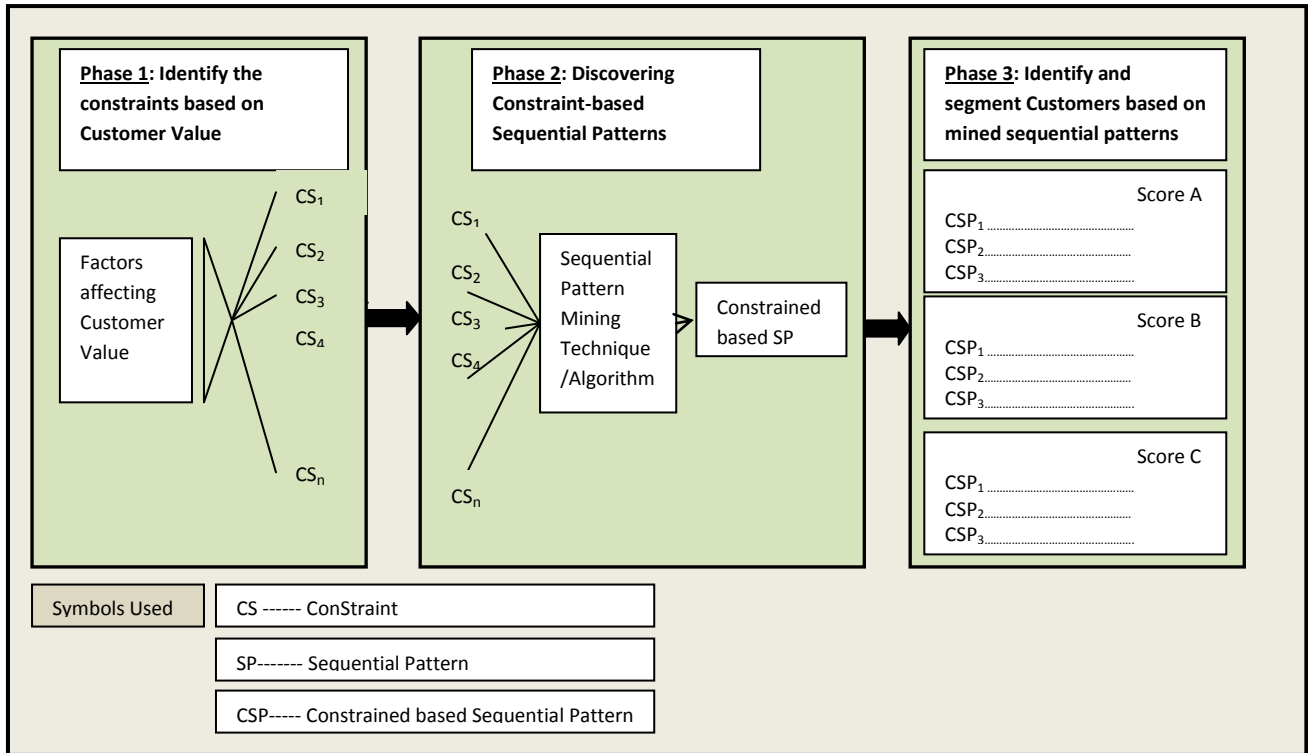 Phase 1: Identify the
constraints based on
Customer Value
Factors
affecting
Customer
Value
CS₁
CS₂
CS₃
CS₄
CSₙ
Phase 2: Discovering
Constraint-based
Sequential Patterns
CS₁
CS₂
CS₃
CS₄
CSₙ
Sequential
Pattern
Mining
Technique
/Algorithm
Constrained
based SP
Phase 3: Identify and
segment Customers based on
mined sequential patterns
Score A
CSP₁ ................................................
CSP₂................................................
CSP₃................................................
Score B
CSP₁ ................................................
CSP₂................................................
CSP₃................................................
Score C
CSP₁ ................................................
CSP₂................................................
CSP₃................................................
Symbols Used
CS ------ ConStraint
SP------- Sequential Pattern
CSP----- Constrained based Sequential Pattern